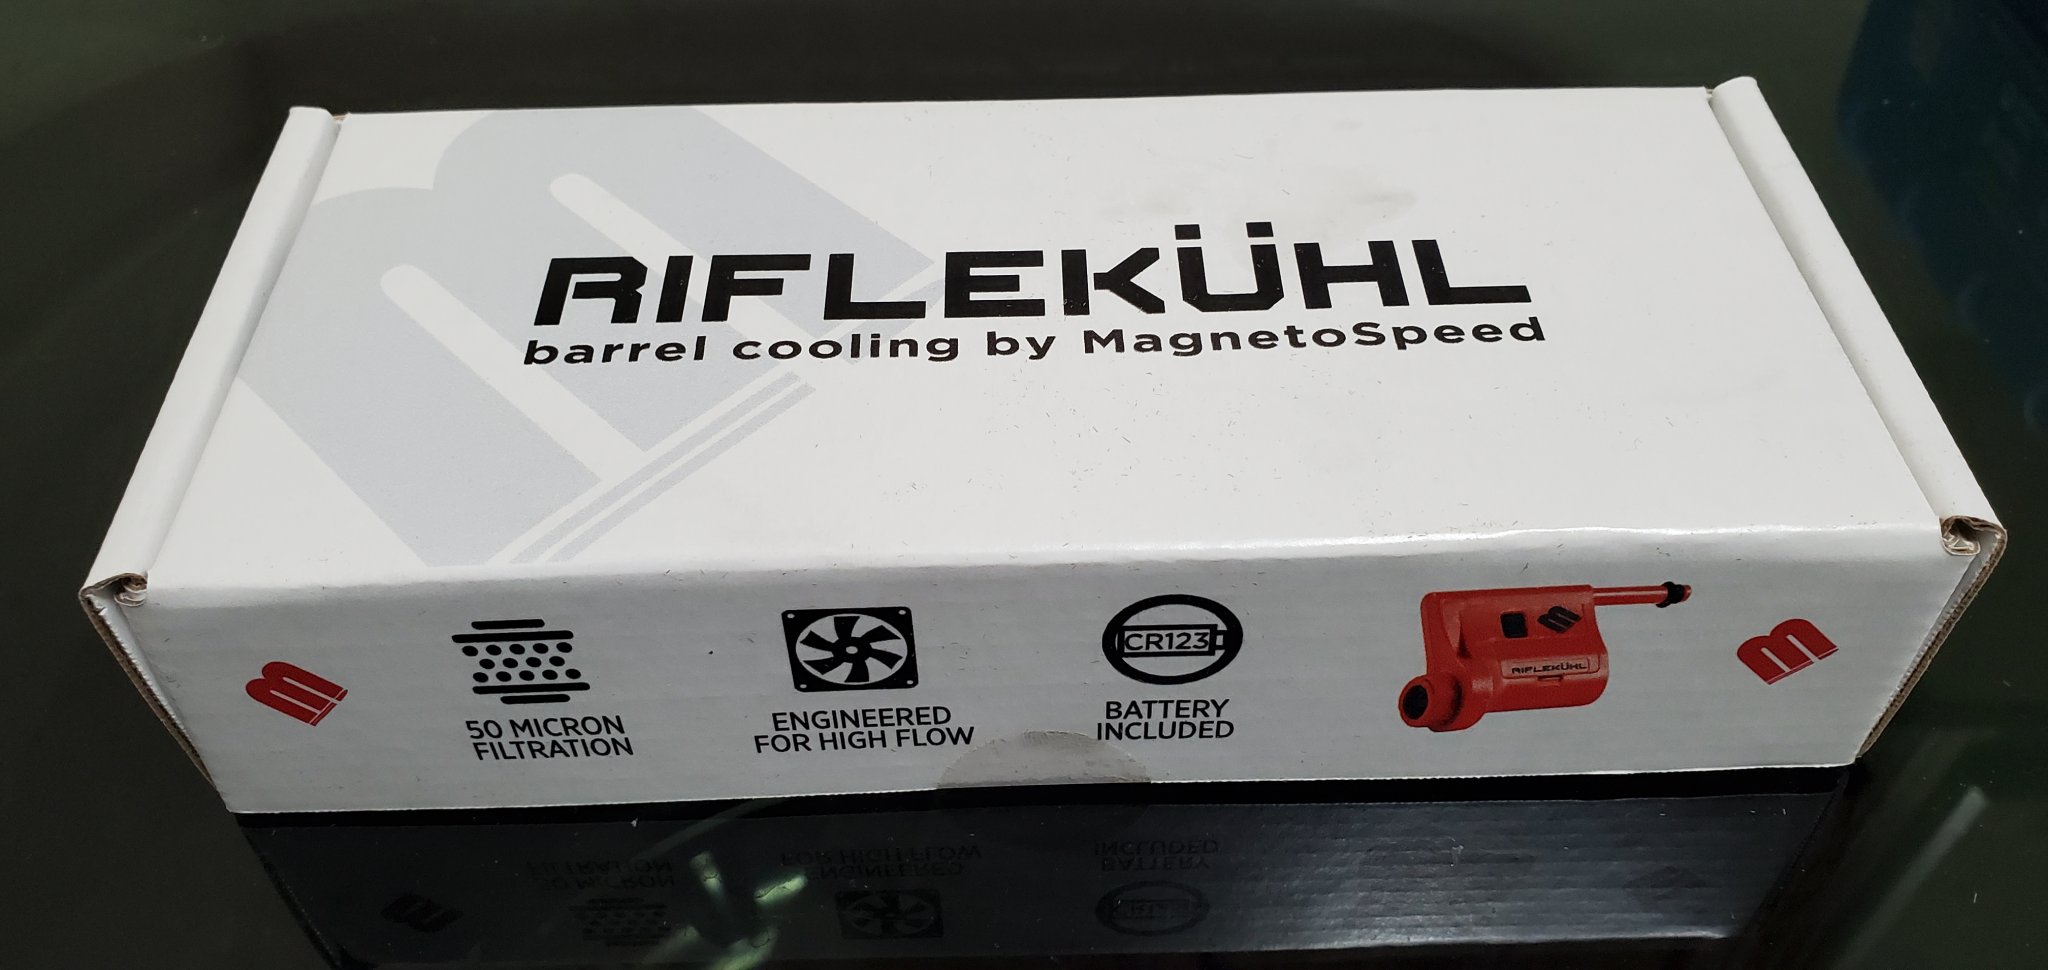 RIFLEKÜHL
barrel cooling by MagnetoSpeed
50 MICRON
FILTRATION
ENGINEERED
FOR HIGH FLOW
CR123
BATTERY
INCLUDED
RIFLEKÜHL